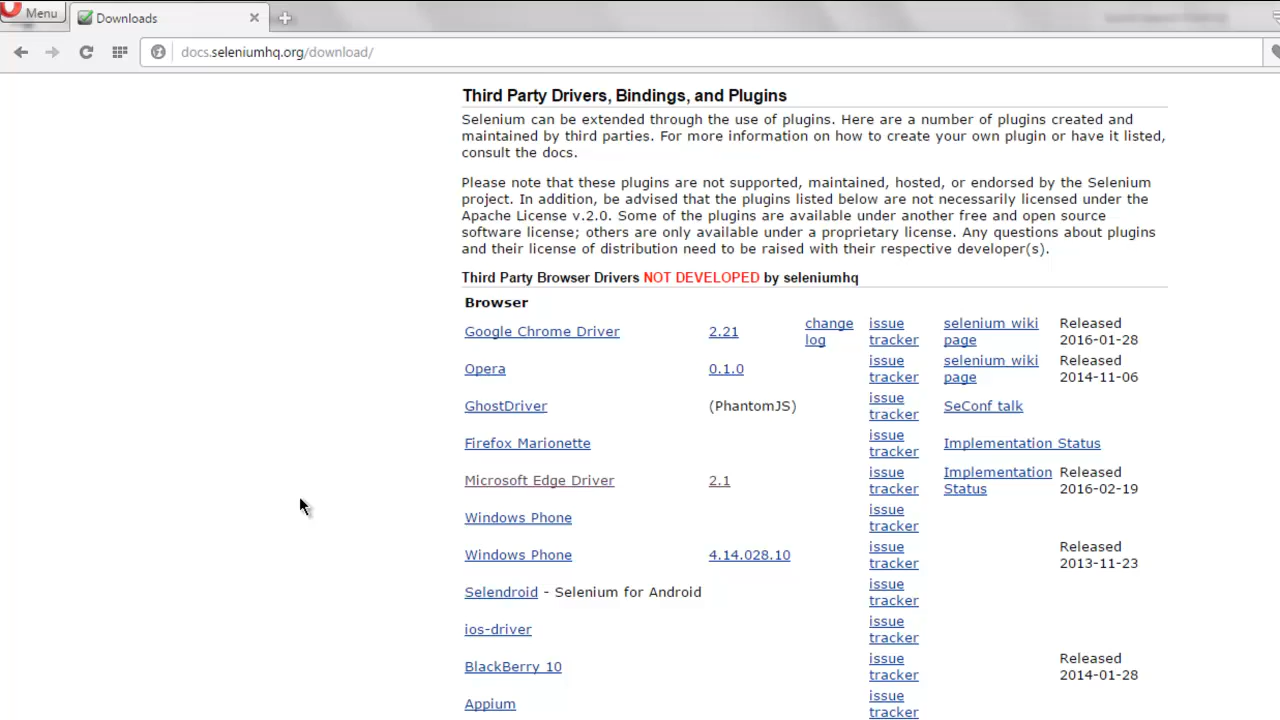 Menu
Downloads
docs.seleniumhq.org/download/
Third Party Drivers, Bindings, and Plugins
Selenium can be extended through the use of plugins. Here are a number of plugins created and
maintained by third parties. For more information on how to create your own plugin or have it listed,
consult the docs.
Please note that these plugins are not supported, maintained, hosted, or endorsed by the Selenium
project. In addition, be advised that the plugins listed below are not necessarily licensed under the
Apache License v.2.0. Some of the plugins are available under another free and open source
software license; others are only available under a proprietary license. Any questions about plugins
and their license of distribution need to be raised with their respective developer(s).
Third Party Browser Drivers NOT DEVELOPED by seleniumhq
Browser
Google Chrome Driver 2.21 change log issue tracker selenium wiki page Released 2016-01-28
Opera 0.1.0 issue tracker selenium wiki page Released 2014-11-06
GhostDriver (PhantomJS) issue tracker SeConf talk
Firefox Marionette issue tracker Implementation Status
Microsoft Edge Driver 2.1 issue tracker Implementation Status Released 2016-02-19
Windows Phone issue tracker
Windows Phone 4.14.028.10 issue tracker Released 2013-11-23
Selendroid - Selenium for Android issue tracker
ios-driver issue tracker
BlackBerry 10 issue tracker Released 2014-01-28
Appium issue tracker